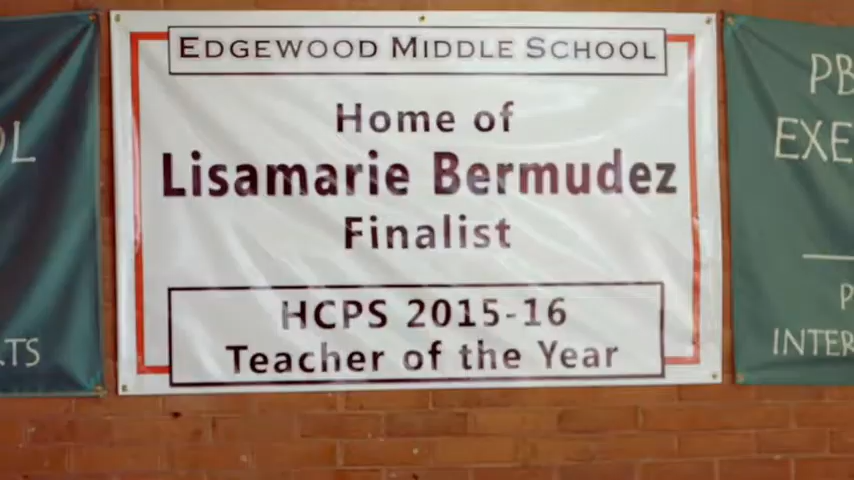 EDGEWOOD MIDDLE SCHOOL
Home of
Lisamarie Bermudez
Finalist
HCPS 2015-16
Teacher of the Year